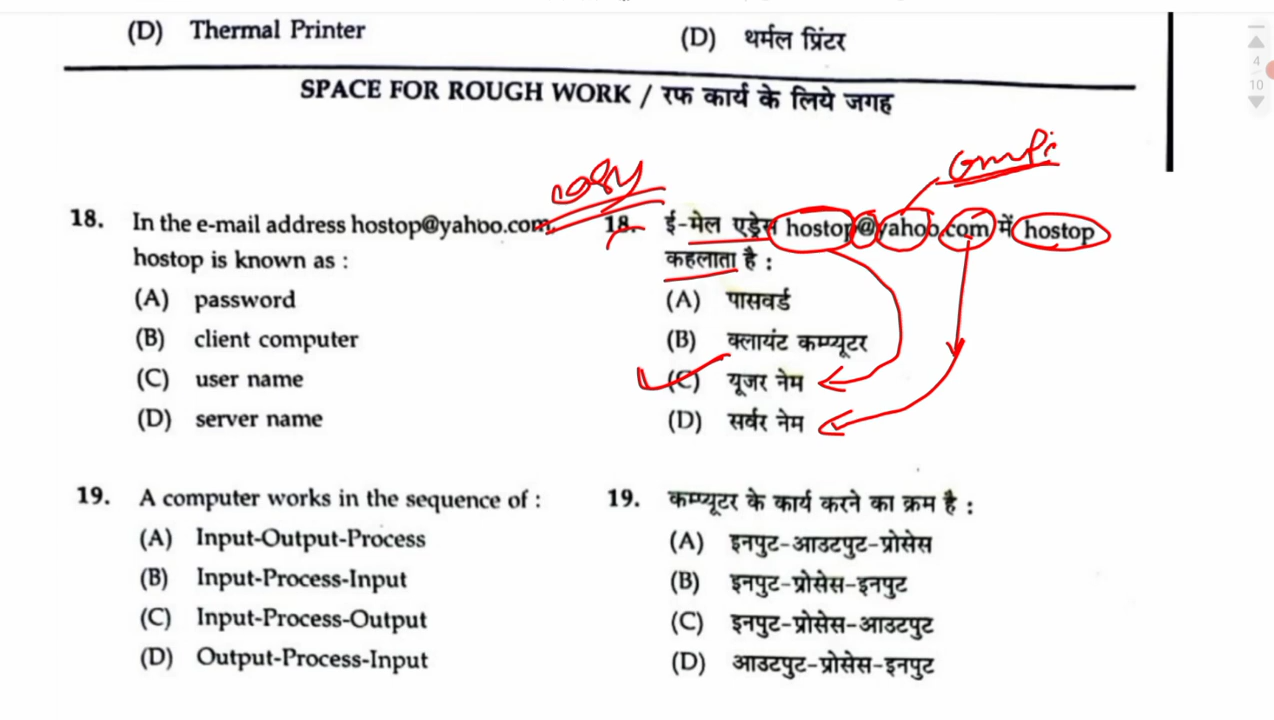 (D) Thermal Printer
(D) थर्मल प्रिंटर
SPACE FOR ROUGH WORK / रफ कार्य के लिये जगह
18. In the e-mail address hostop@yahoo.com,
hostop is known as :
(A) password
(B) client computer
(C) user name
(D) server name
18. ई-मेल एड्रेस hostop@yahoo.com में hostop
कहलाता है :
(A) पासवर्ड
(B) क्लायंट कम्प्यूटर
(C) यूजर नेम
(D) सर्वर नेम
19. A computer works in the sequence of :
(A) Input-Output-Process
(B) Input-Process-Input
(C) Input-Process-Output
(D) Output-Process-Input
19. कम्प्यूटर के कार्य करने का क्रम है :
(A) इनपुट-आउटपुट-प्रोसेस
(B) इनपुट-प्रोसेस-इनपुट
(C) इनपुट-प्रोसेस-आउटपुट
(D) आउटपुट-प्रोसेस-इनपुट
4
10